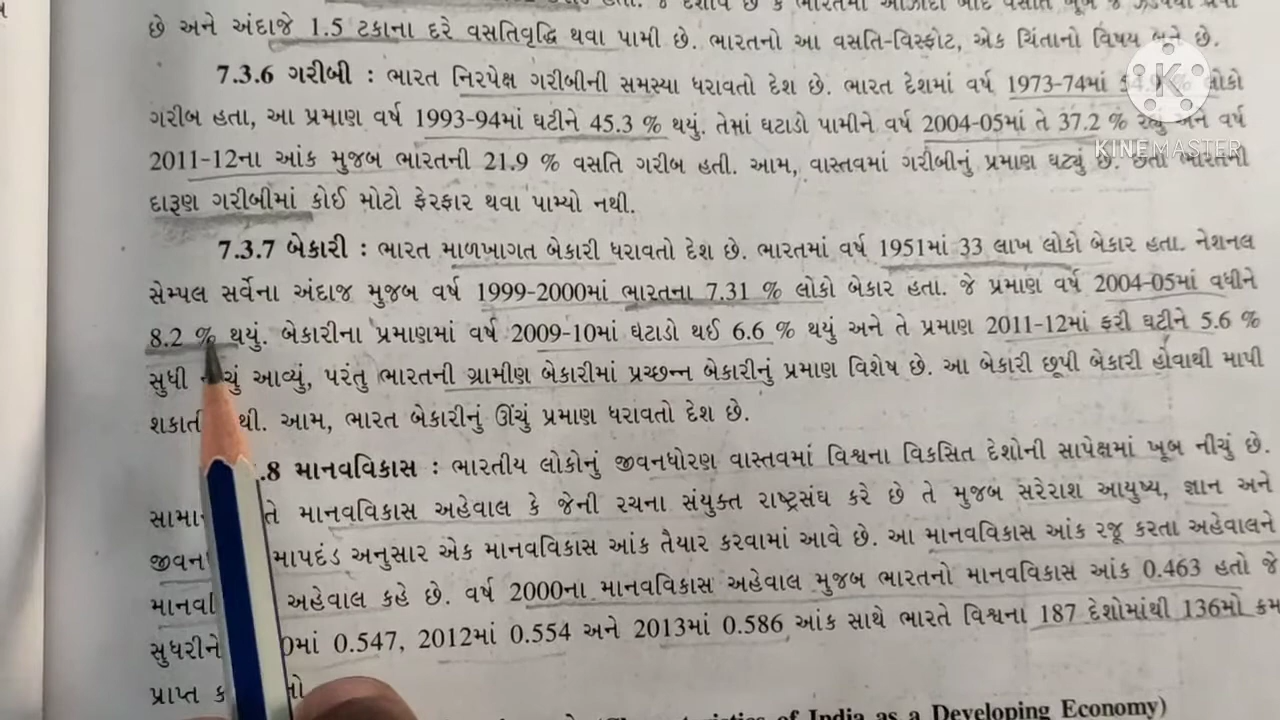 છે અને અંદાજે 1.5 ટકાના દરે વસતિવૃદ્ધિ થવા પામી છે. ભારતનો આ વસતિ-વિસ્ફોટ, એક ચિંતાનો વિષય બને છે.
7.3.6 ગરીબી : ભારત નિરપેક્ષ ગરીબીની સમસ્યા ધરાવતો દેશ છે. ભારત દેશમાં વર્ષ 1973-74માં 54.9 % લોકો
ગરીબ હતા, આ પ્રમાણ વર્ષ 1993-94માં ઘટીને 45.3 % થયું. તેમાં ઘટાડો પામીને વર્ષ 2004-05માં તે 37.2 % રહ્યું અને વર્ષ
2011-12ના આંક મુજબ ભારતની 21.9 % વસતિ ગરીબ હતી. આમ, વાસ્તવમાં ગરીબીનું પ્રમાણ ઘટ્યું છે. છતાં ભારતની
દારૂણ ગરીબીમાં કોઈ મોટો ફેરફાર થવા પામ્યો નથી.
7.3.7 બેકારી : ભારત માળખાગત બેકારી ધરાવતો દેશ છે. ભારતમાં વર્ષ 1951માં 33 લાખ લોકો બેકાર હતા. નેશનલ
સેમ્પલ સર્વેના અંદાજ મુજબ વર્ષ 1999-2000માં ભારતના 7.31 % લોકો બેકાર હતા. જે પ્રમાણ વર્ષ 2004-05માં વધીને
8.2 % થયું. બેકારીના પ્રમાણમાં વર્ષ 2009-10માં ઘટાડો થઈ 6.6 % થયું અને તે પ્રમાણ 2011-12માં ફરી ઘટીને 5.6 %
સુધી આવ્યું, પરંતુ ભારતની ગ્રામીણ બેકારીમાં પ્રચ્છન્ન બેકારીનું પ્રમાણ વિશેષ છે. આ બેકારી છૂપી બેકારી હોવાથી માપી
આમ, ભારત બેકારીનું ઊંચું પ્રમાણ ધરાવતો દેશ છે.
.8 માનવવિકાસ : ભારતીય લોકોનું જીવનધોરણ વાસ્તવમાં વિશ્વના વિકસિત દેશોની સાપેક્ષમાં ખૂબ નીચું છે.
તે માનવવિકાસ અહેવાલ કે જેની રચના સંયુક્ત રાષ્ટ્રસંઘ કરે છે તે મુજબ સરેરાશ આયુષ્ય, જ્ઞાન અને
માપદંડ અનુસાર એક માનવવિકાસ આંક તૈયાર કરવામાં આવે છે. આ માનવવિકાસ આંક રજૂ કરતા અહેવાલને
અહેવાલ કહે છે. વર્ષ 2000ના માનવવિકાસ અહેવાલ મુજબ ભારતનો માનવવિકાસ આંક 0.463 હતો જે
સુધરીને 0માં 0.547, 2012માં 0.554 અને 2013માં 0.586 આંક સાથે ભારતે વિશ્વના 187 દેશોમાંથી 136મો ક્રમ
પ્રાપ્ત
of India as a Developing Economy)
KINEMASTER